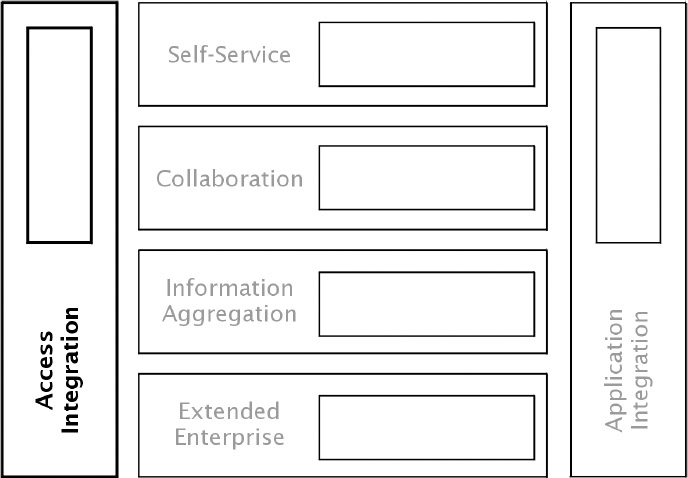 Access
Integration
Self-Service
Collaboration
Information
Aggregation
Extended
Enterprise
Application
Integration